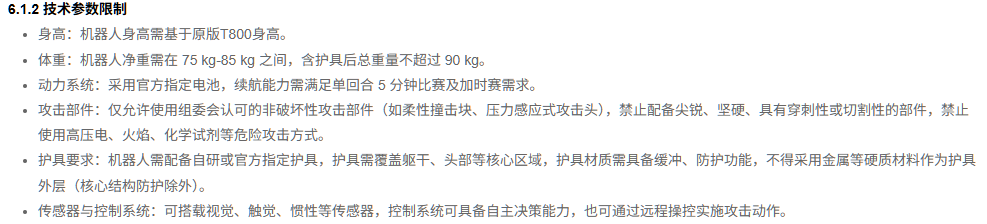 6.1.2 技术参数限制
身高：机器人身高需基于原版T800身高。
体重：机器人净重需在 75 kg-85 kg 之间，含护具后总重量不超过 90 kg。
动力系统：采用官方指定电池，续航能力需满足单回合 5 分钟比赛及加时赛需求。
攻击部件：仅允许使用组委会认可的非破坏性攻击部件（如柔性撞击块、压力感应式攻击头），禁止配备尖锐、坚硬、具有穿刺性或切割性的部件，禁止
使用高压电、火焰、化学试剂等危险攻击方式。
护具要求：机器人需配备自研或官方指定护具，护具需覆盖躯干、头部等核心区域，护具材质需具备缓冲、防护功能，不得采用金属等硬质材料作为护具
外层（核心结构防护除外）。
传感器与控制系统：可搭载视觉、触觉、惯性等传感器，控制系统可具备自主决策能力，也可通过远程操控实施攻击动作。